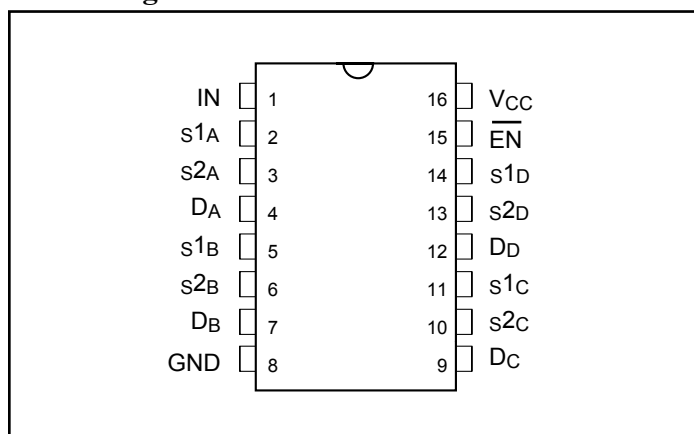 IN 1 16 VCC
S1A 2 15 EN
S2A 3 14 S1D
DA 4 13 S2D
S1B 5 12 DD
S2B 6 11 S1C
DB 7 10 S2C
GND 8 9 DC